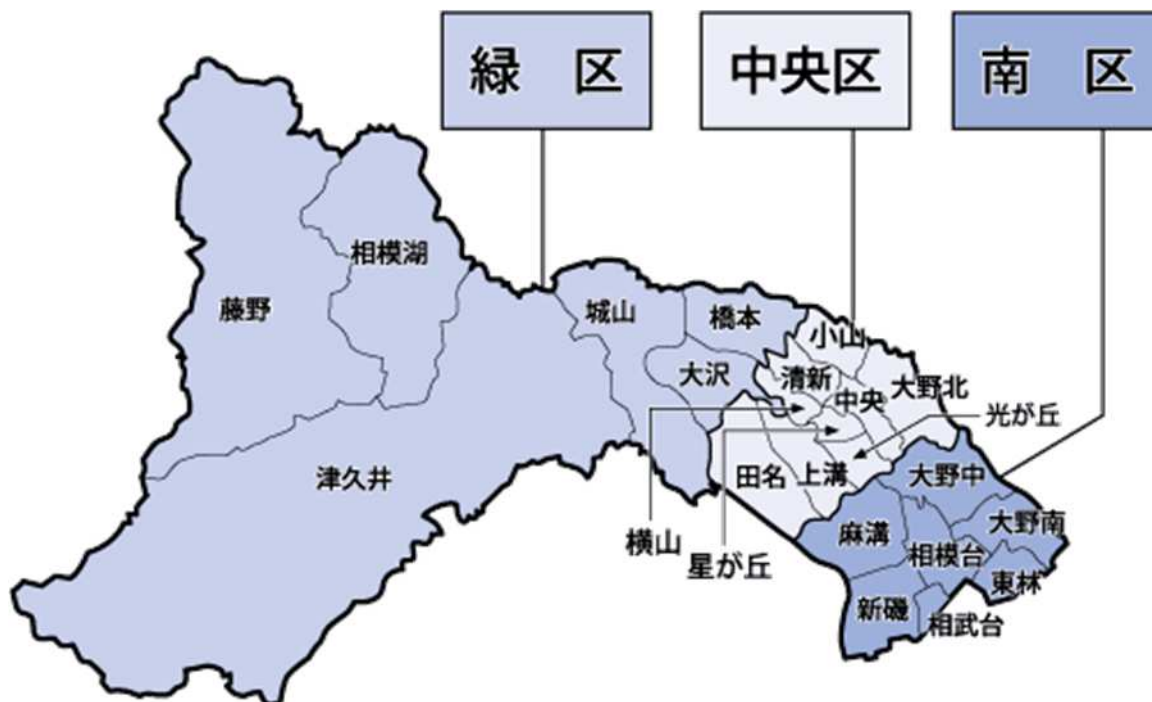 緑 区
中央区
南 区
相模湖
藤野
城山
橋本
小山
大沢
清新
大野北
中央
光が丘
津久井
田名
上溝
大野中
横山
星が丘
麻溝
大野南
相模台
東林
新磯
相武台